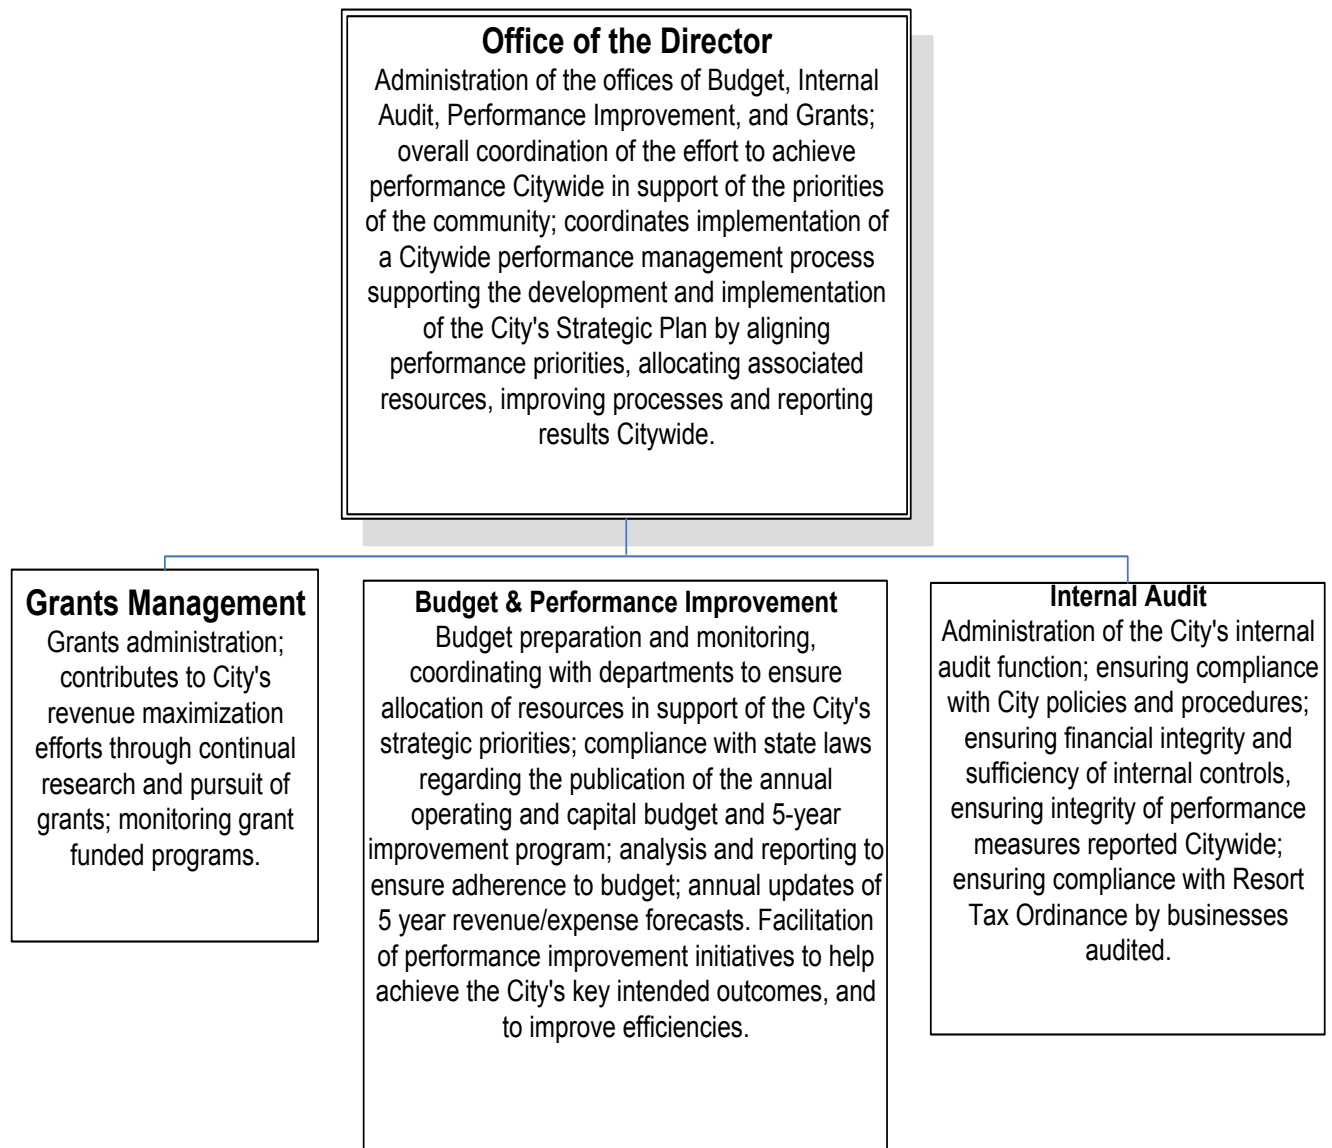 Office of the Director
Administration of the offices of Budget, Internal
Audit, Performance Improvement, and Grants;
overall coordination of the effort to achieve
performance Citywide in support of the priorities
of the community; coordinates implementation of
a Citywide performance management process
supporting the development and implementation
of the City's Strategic Plan by aligning
performance priorities, allocating associated
resources, improving processes and reporting
results Citywide.
Grants Management
Grants administration;
contributes to City's
revenue maximization
efforts through continual
research and pursuit of
grants; monitoring grant
funded programs.
Budget & Performance Improvement
Budget preparation and monitoring,
coordinating with departments to ensure
allocation of resources in support of the City's
strategic priorities; compliance with state laws
regarding the publication of the annual
operating and capital budget and 5-year
improvement program; analysis and reporting to
ensure adherence to budget; annual updates of
5 year revenue/expense forecasts. Facilitation
of performance improvement initiatives to help
achieve the City's key intended outcomes, and
to improve efficiencies.
Internal Audit
Administration of the City's internal
audit function; ensuring compliance
with City policies and procedures;
ensuring financial integrity and
sufficiency of internal controls,
ensuring integrity of performance
measures reported Citywide;
ensuring compliance with Resort
Tax Ordinance by businesses
audited.